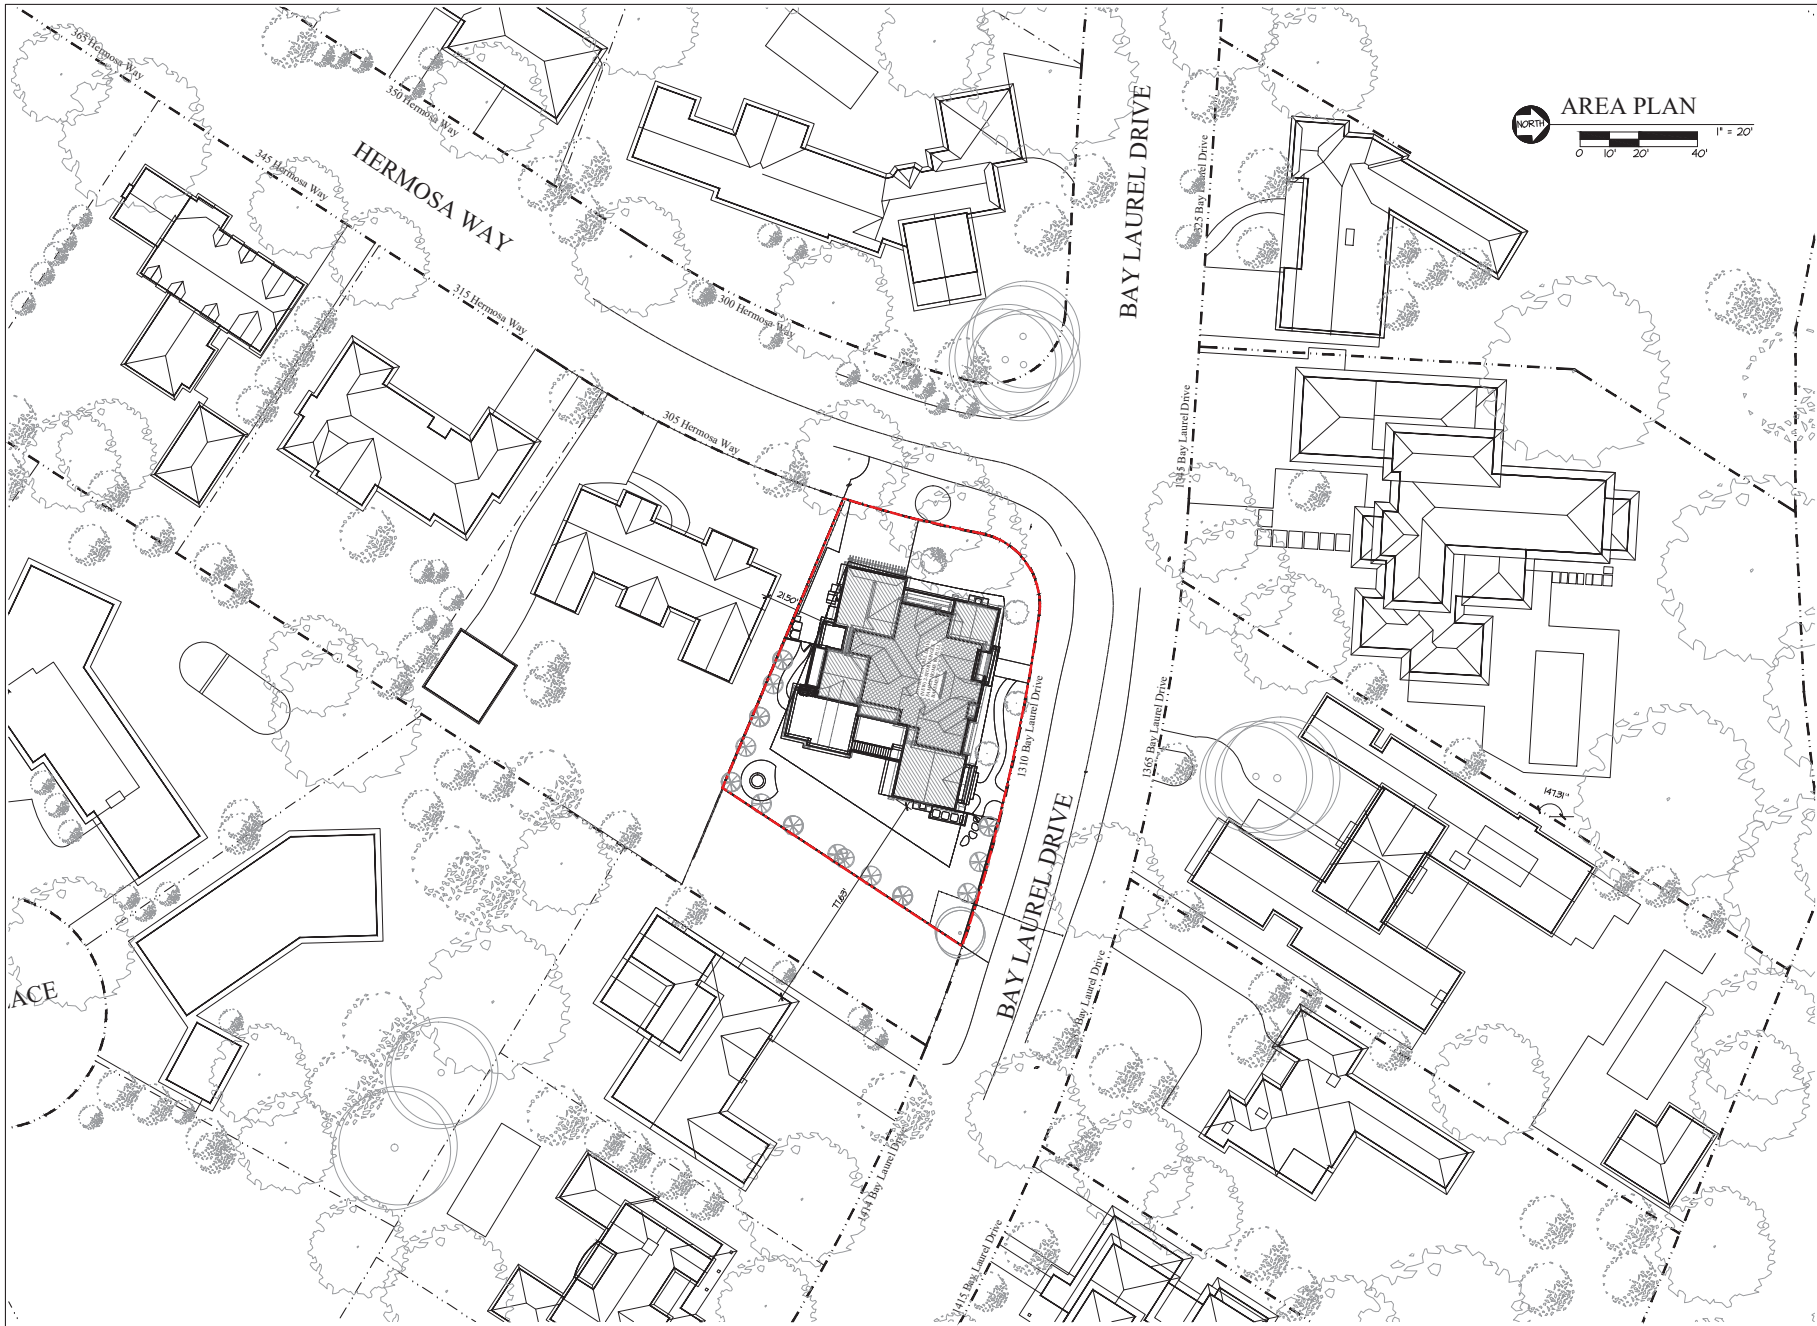 365 Hermosa Way
350 Hermosa Way
345 Hermosa Way
HERMOSA WAY
315 Hermosa Way
300 Hermosa Way
305 Hermosa Way
BAY LAUREL DRIVE
1325 Bay Laurel Drive
AREA PLAN
NORTH
1" = 20'
0 10' 20' 40'
1345 Bay Laurel Drive
21.50'
1310 Bay Laurel Drive
1365 Bay Laurel Drive
147.31"
77.63'
BAY LAUREL DRIVE
ACE
Bay Laurel Drive
1414 Bay Laurel Drive
1415 Bay Laurel Drive